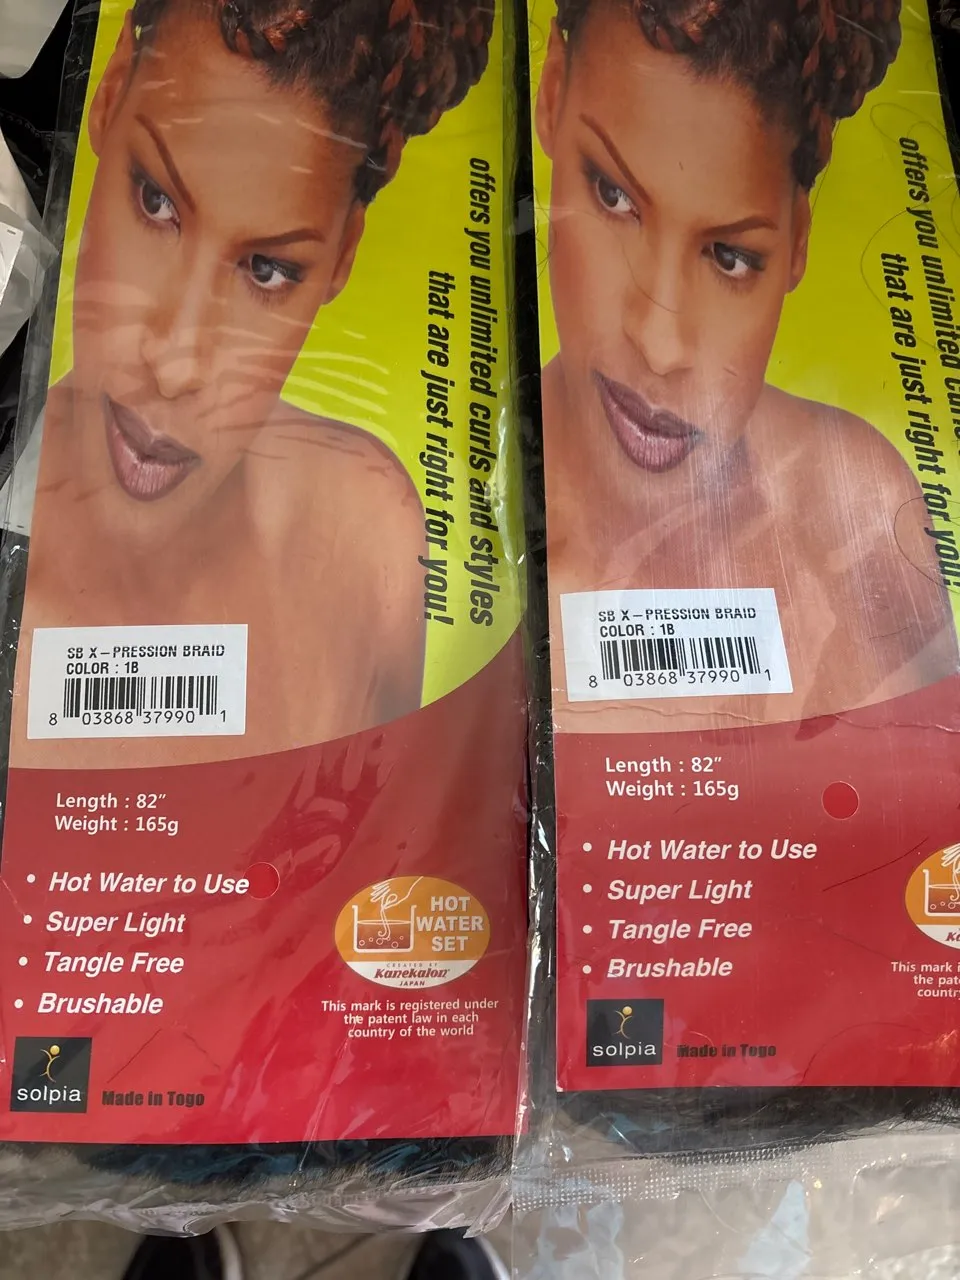 offers you unlimited curls and styles
that are just right for you!
SB X-PRESSION BRAID
COLOR : 1B
8 03868 37990 1
Length : 82"
Weight : 165g
• Hot Water to Use
• Super Light
• Tangle Free
• Brushable
HOT
WATER
SET
CREATED BY
Kanekalon
JAPAN
This mark is registered under
the patent law in each
country of the world
solpia
Made in Togo
offers you unlimited
that are just right for you!
SB X-PRESSION BRAID
COLOR : 1B
8 03868 37990 1
Length : 82"
Weight : 165g
• Hot Water to Use
• Super Light
• Tangle Free
• Brushable
This mark
the
solpia
Made in Togo